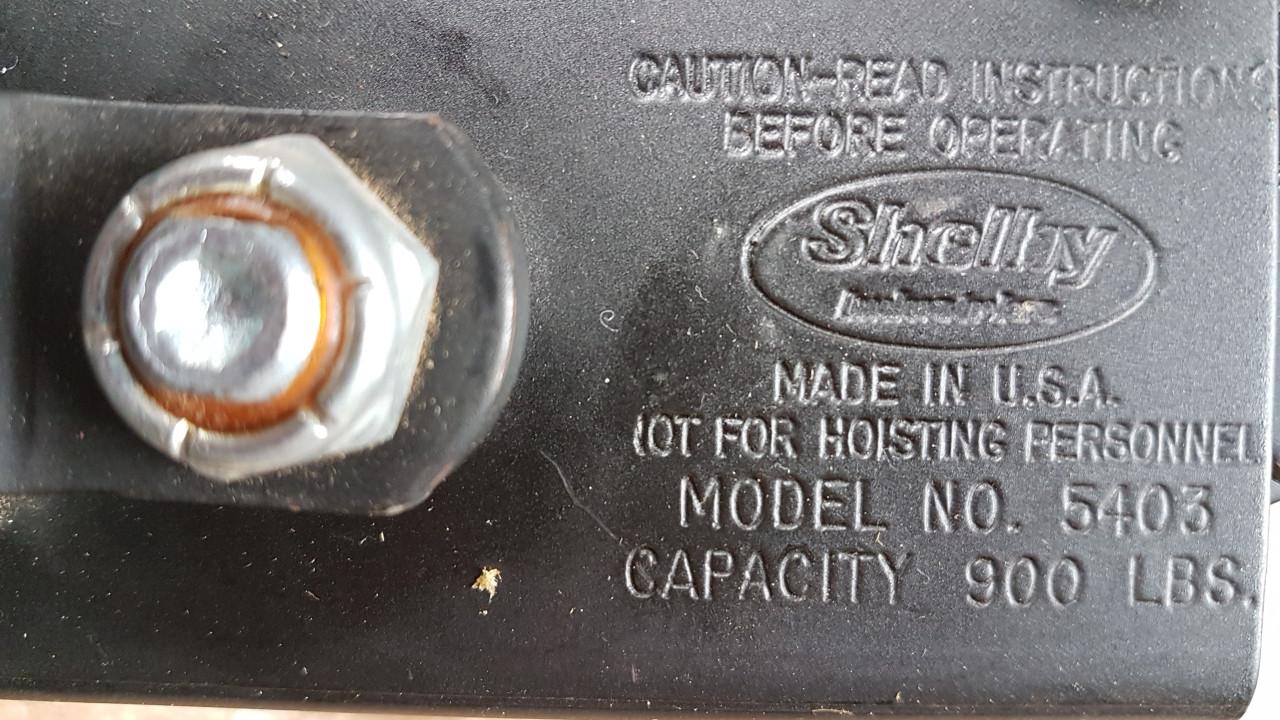 CAUTION-READ INSTRUCTIONS
BEFORE OPERATING
Shelby
MADE IN U.S.A.
NOT FOR HOISTING PERSONNEL
MODEL NO. 5403
CAPACITY 900 LBS.